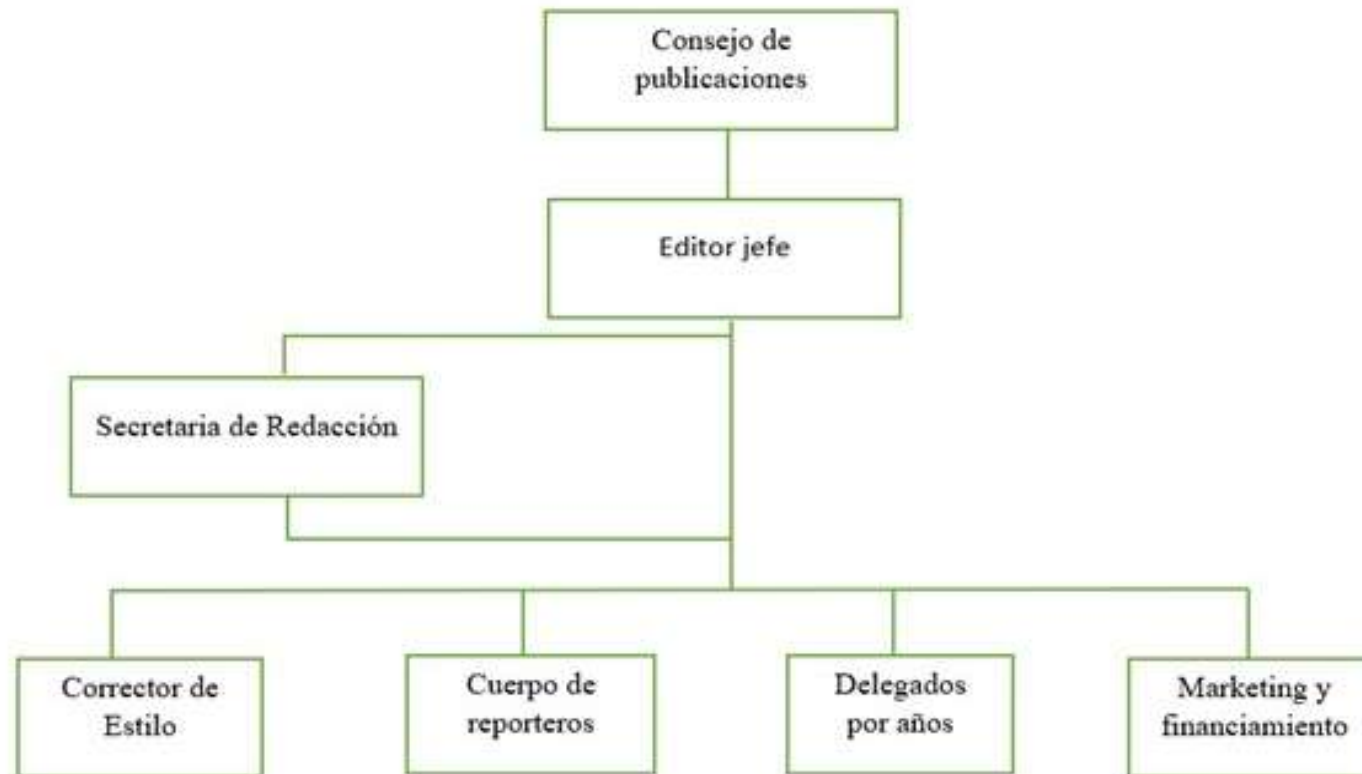 Consejo de
publicaciones
Editor jefe
Secretaria de Redacción
Corrector de
Estilo
Cuerpo de
reporteros
Delegados
por años
Marketing y
financiamiento